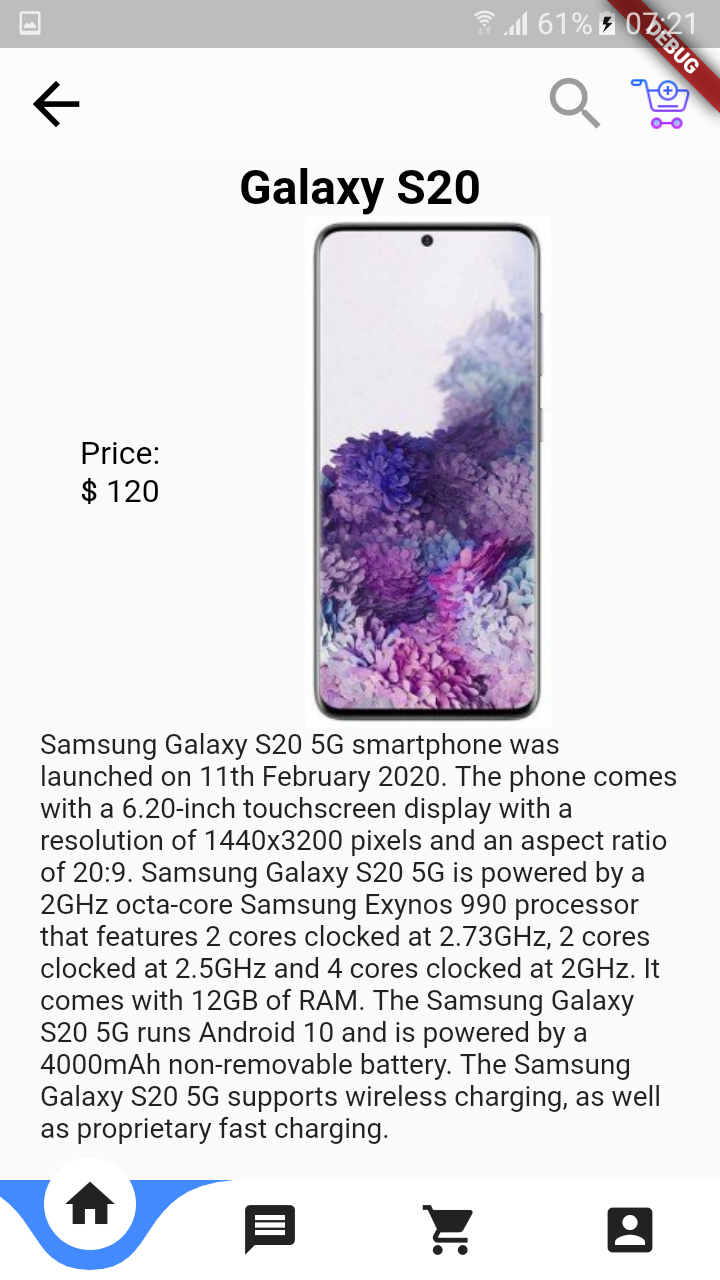 61% 07:21
DEBUG
Galaxy S20
Price:
$ 120
Samsung Galaxy S20 5G smartphone was
launched on 11th February 2020. The phone comes
with a 6.20-inch touchscreen display with a
resolution of 1440x3200 pixels and an aspect ratio
of 20:9. Samsung Galaxy S20 5G is powered by a
2GHz octa-core Samsung Exynos 990 processor
that features 2 cores clocked at 2.73GHz, 2 cores
clocked at 2.5GHz and 4 cores clocked at 2GHz. It
comes with 12GB of RAM. The Samsung Galaxy
S20 5G runs Android 10 and is powered by a
4000mAh non-removable battery. The Samsung
Galaxy S20 5G supports wireless charging, as well
as proprietary fast charging.